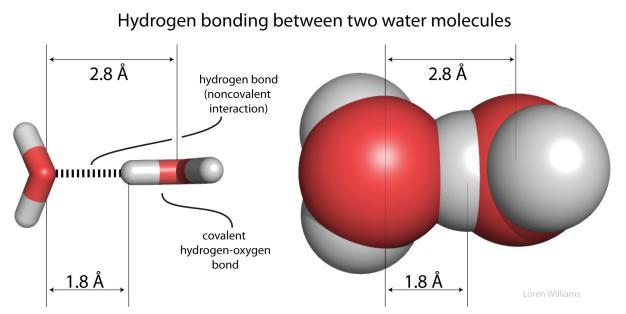 Hydrogen bonding between two water molecules
2.8 Å
hydrogen bond
(noncovalent
interaction)
covalent
hydrogen-oxygen
bond
1.8 Å
2.8 Å
1.8 Å
Loren Williams